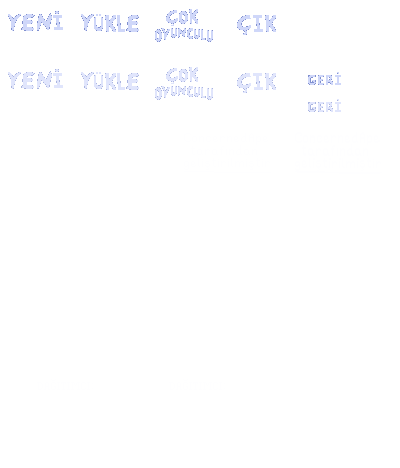 YENİ YÜKLE ÇOK OYUNCULU ÇIK
YENİ YÜKLE ÇOK OYUNCULU ÇIK GERİ
GERİ